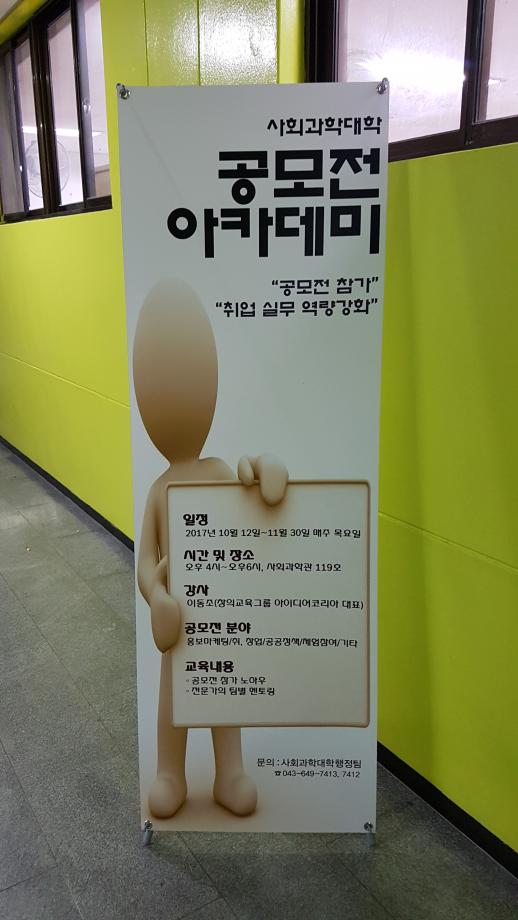 사회과학대학
공모전
아카데미
“공모전 참가”
“취업 실무 역량강화”
일정
2017년 10월 12일~11월 30일 매주 목요일
시간 및 장소
오후 4시~오후6시, 사회과학관 119호
강사
이동조(창의교육그룹 아이디어코리아 대표)
공모전 분야
홍보마케팅/취, 창업/공공정책/체험참여/기타
교육내용
◦ 공모전 참가 노하우
◦ 전문가의 팀별 멘토링
문의 : 사회과학대학행정팀
☎ 043-649-7413, 7412